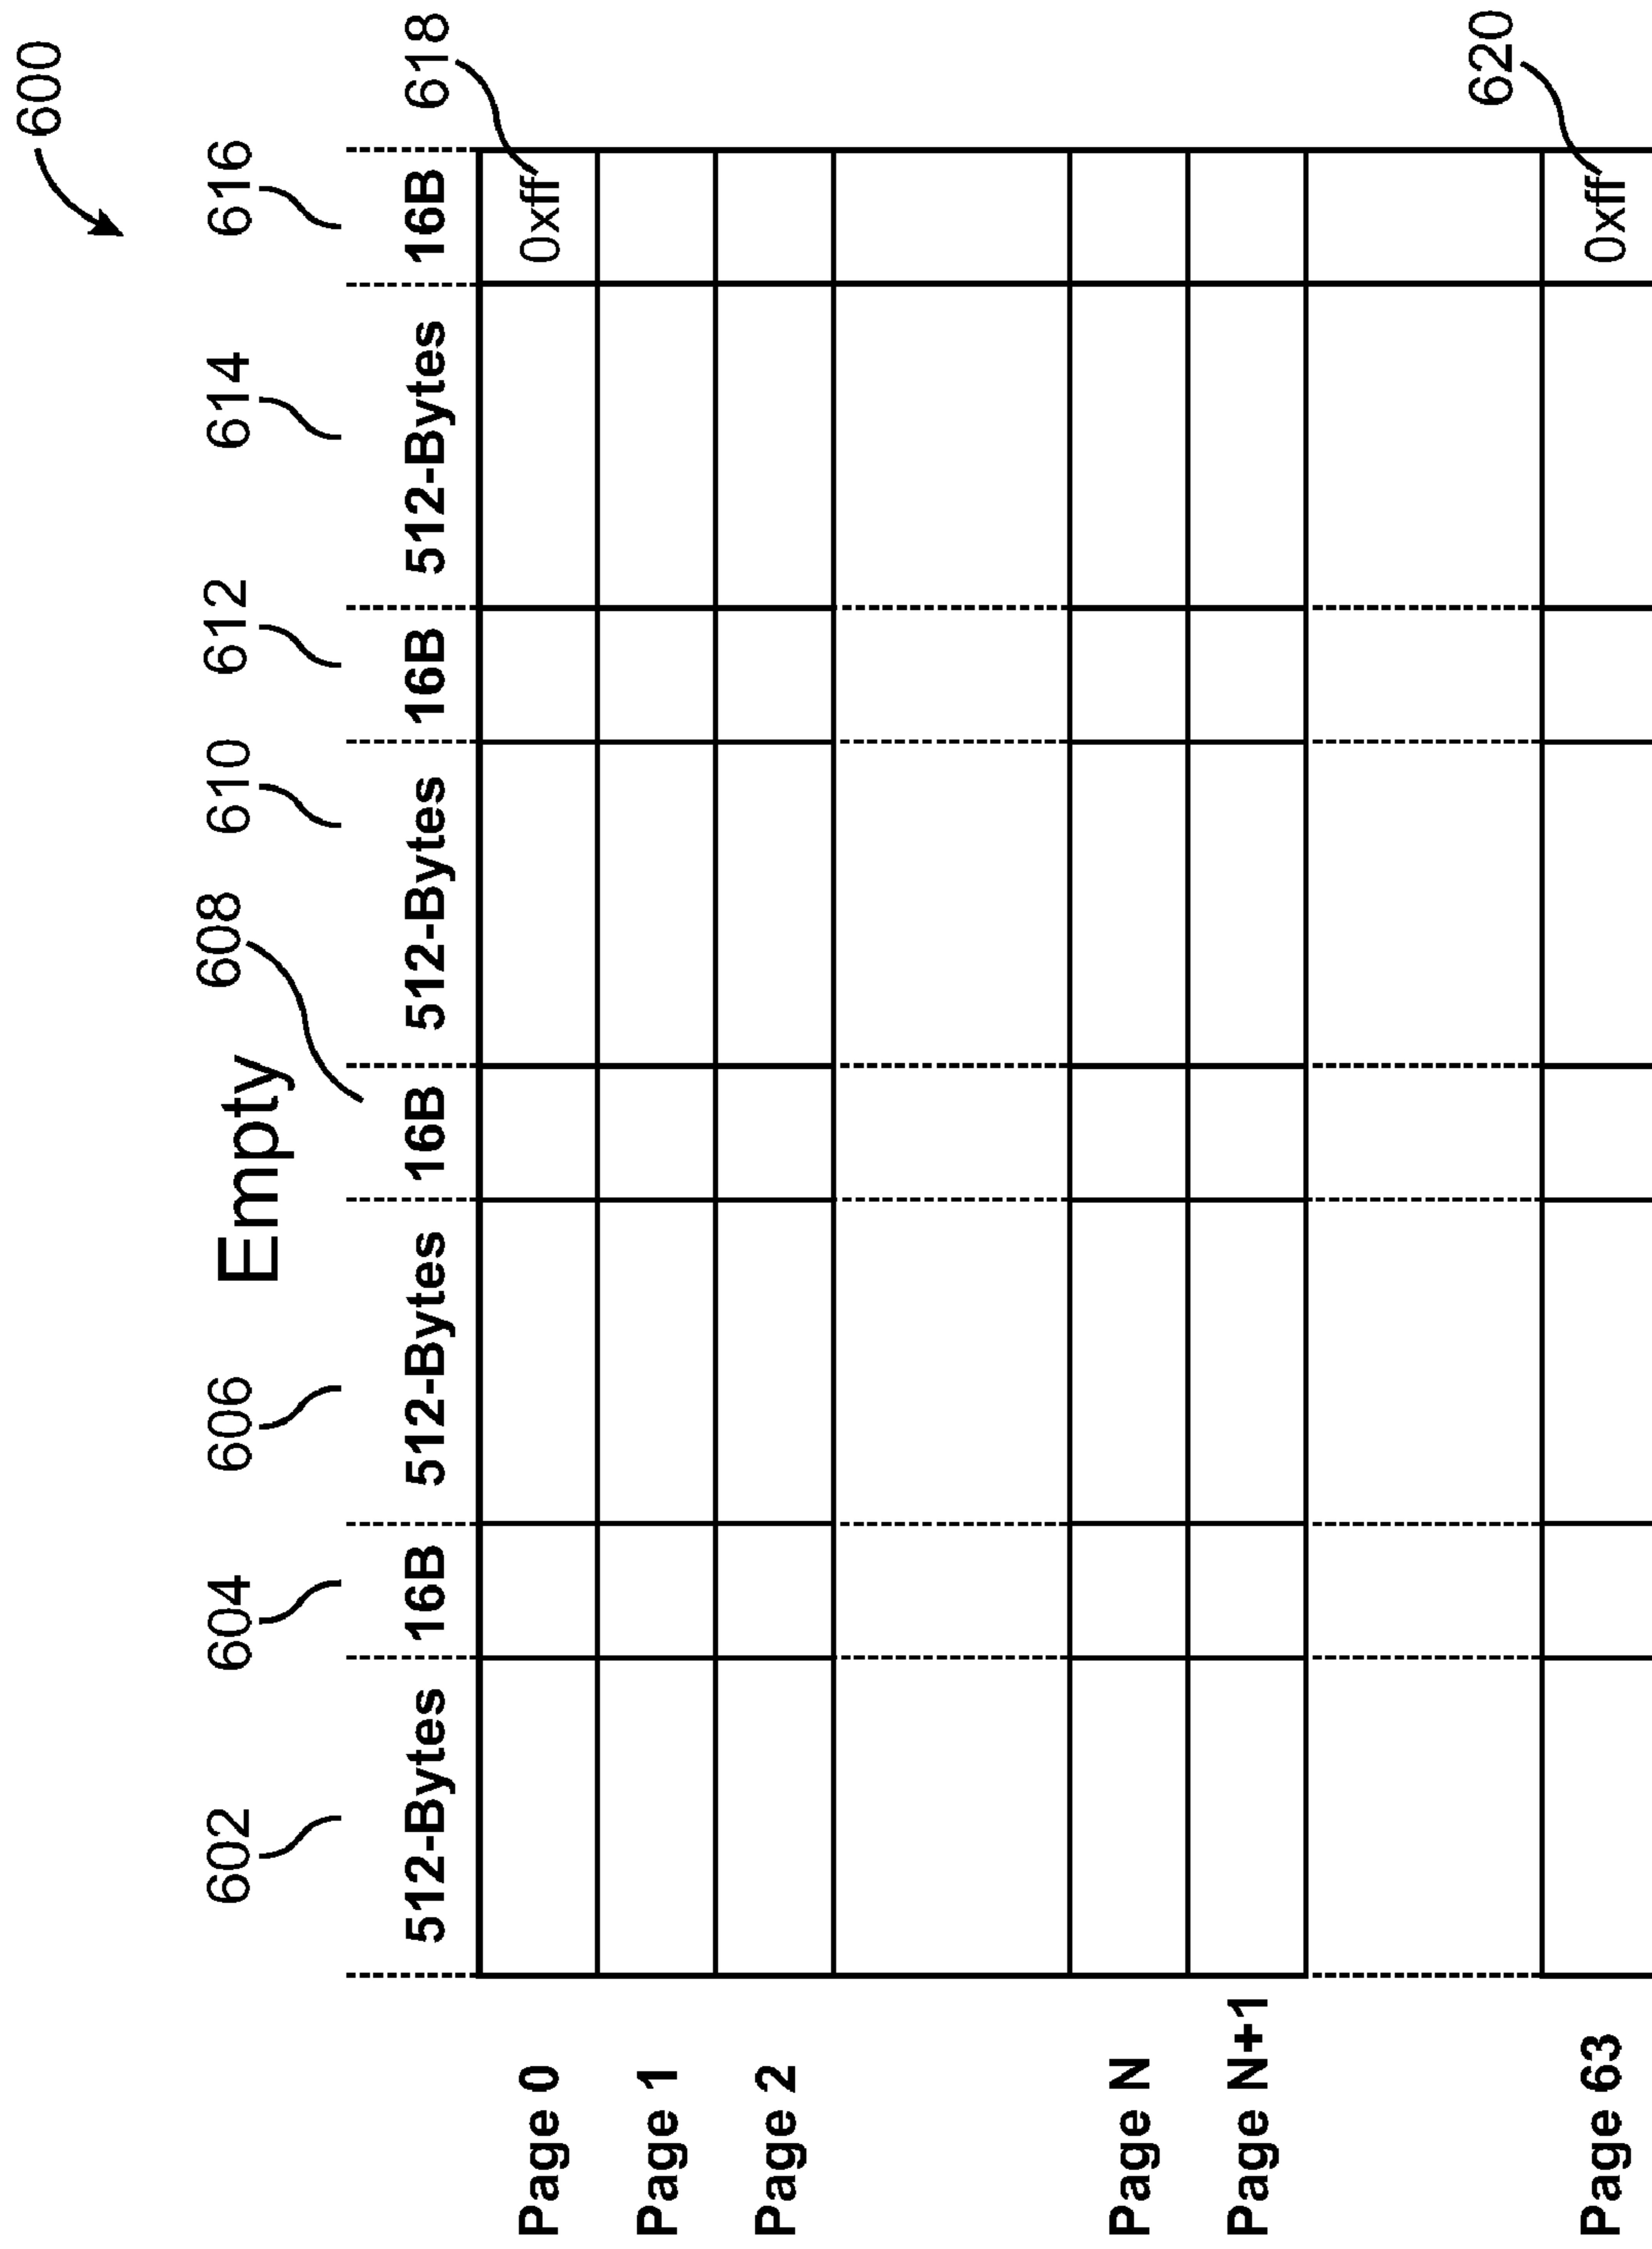 600
Empty
602 604 606 608 610 612 614 616
512-Bytes 16B 512-Bytes 16B 512-Bytes 16B 512-Bytes 16B
618
Page 0 0xff
Page 1
Page 2
Page N
Page N+1
620
Page 63 0xff